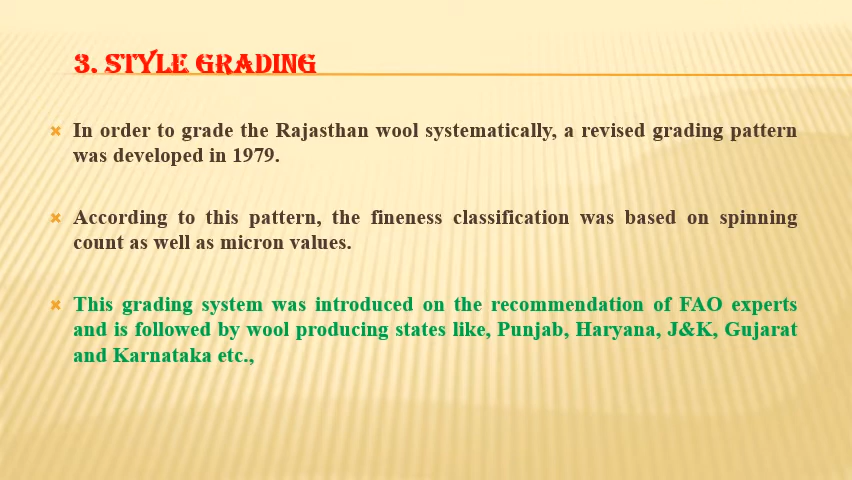 3. STYLE GRADING
In order to grade the Rajasthan wool systematically, a revised grading pattern
was developed in 1979.
According to this pattern, the fineness classification was based on spinning
count as well as micron values.
This grading system was introduced on the recommendation of FAO experts
and is followed by wool producing states like, Punjab, Haryana, J&K, Gujarat
and Karnataka etc.,